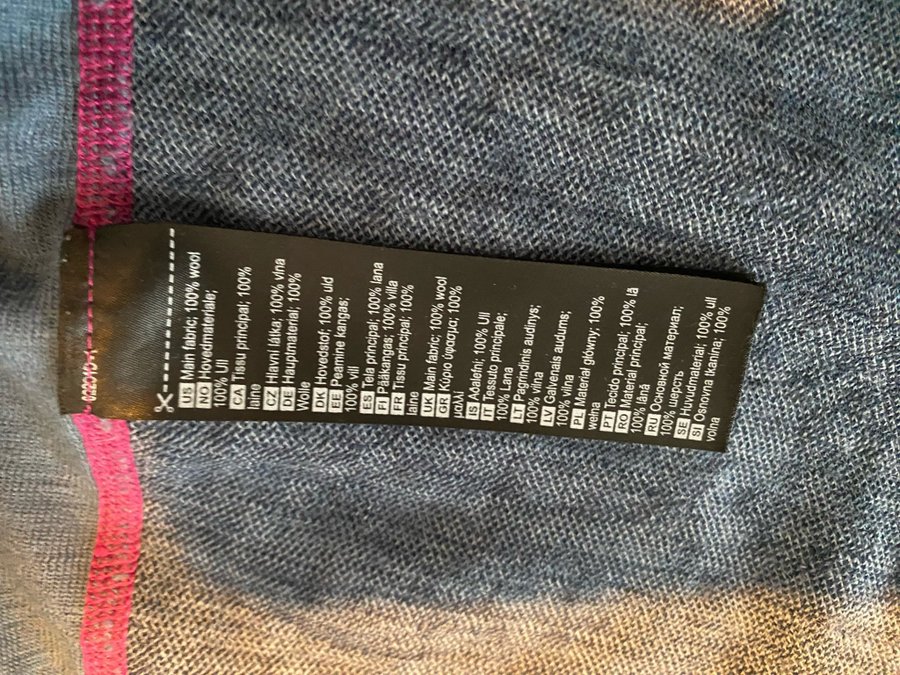 US Main fabric; 100% wool
NO Hovedmateriale;
100% Ull
CA Tissu principal; 100%
laine
CZ Hlavní látka; 100% vlna
DE Hauptmaterial; 100%
Wolle
DK Hovedstof; 100% uld
EE Peamine kangas;
100% vill
ES Tela principal; 100% lana
FI Pääkangas; 100% villa
FR Tissu principal; 100%
laine
UK Main fabric; 100% wool
GR Κύριο ύφασμα; 100%
μαλλί
IS Aðalefni; 100% Ull
IT Tessuto principale;
100% Lana
LT Pagrindinis audinys;
100% vilna
LV Galvenais audums;
100% vilna
PL Materiał główny; 100%
wełna
PT Tecido principal; 100% lã
RO Material principal;
100% lână
RU Основной материал;
100% шерсть
SE Huvudmaterial; 100% ull
SI Osnovna tkanina; 100%
volna